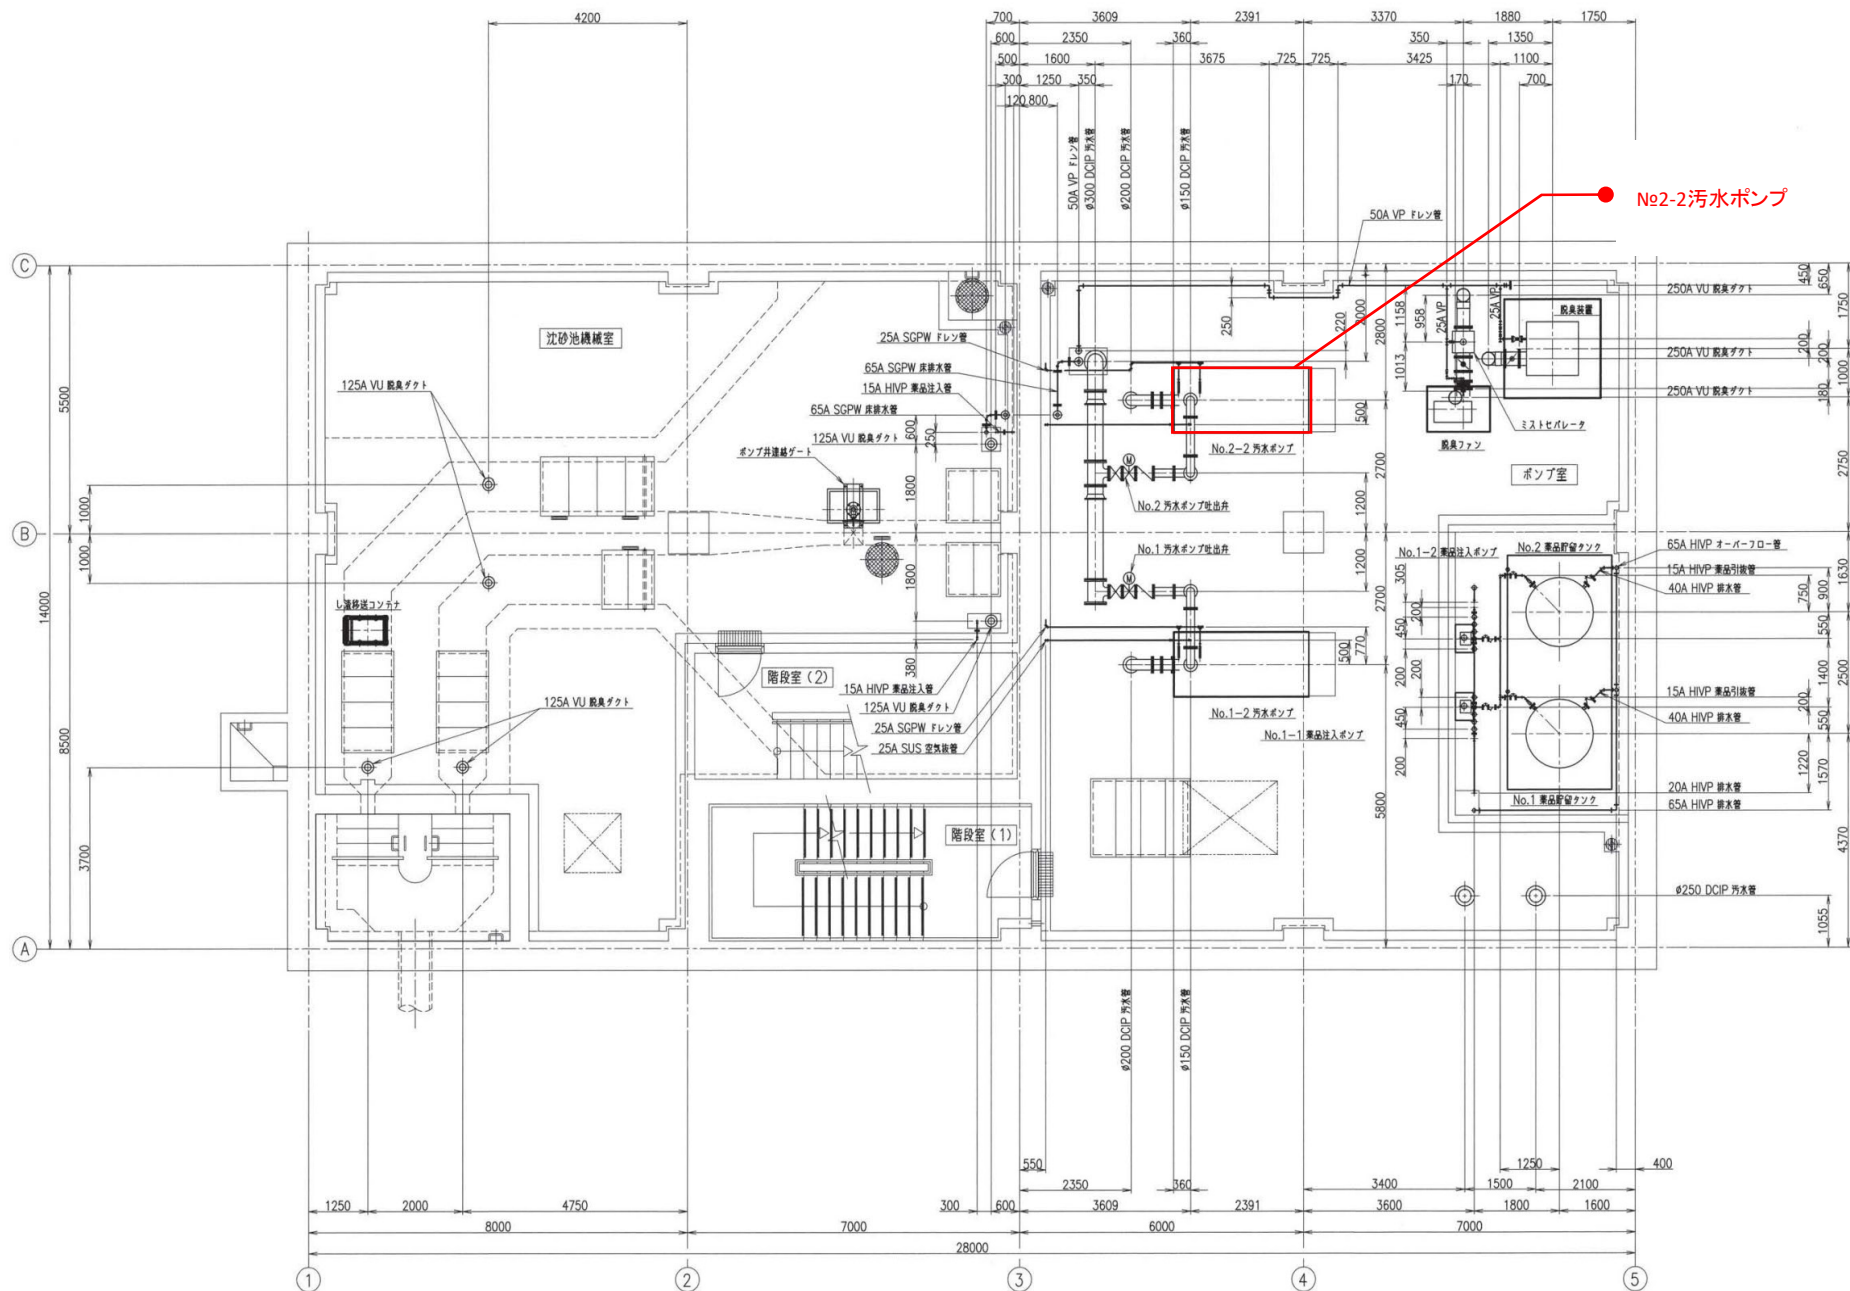 4200
700
3609
2391
3370
1880
1750
600
2350
360
350
1350
500
1600
3675
725
725
3425
1100
300
1250
350
170
700
120
800
50A VP ドレン管
ø300 DCIP 汚水管
ø200 DCIP 汚水管
ø150 DCIP 汚水管
№2-2汚水ポンプ
50A VP ドレン管
C
B
A
5500
14000
8500
1000
1000
3700
沈砂池機械室
125A VU 脱臭ダクト
25A SGPW ドレン管
65A SGPW 床排水管
15A HIVP 薬品注入管
65A SGPW 床排水管
125A VU 脱臭ダクト
ポンプ井連絡ゲート
600
250
1800
1800
380
し渣移送コンテナ
階段室(2)
125A VU 脱臭ダクト
15A HIVP 薬品注入管
125A VU 脱臭ダクト
25A SGPW ドレン管
25A SUS 空気抜管
階段室(1)
250
220
2000
2800
500
2700
1200
1200
2700
500
770
5800
No.2-2 汚水ポンプ
M
No.2 汚水ポンプ吐出弁
No.1 汚水ポンプ吐出弁
M
No.1-2 汚水ポンプ
No.1-1 薬品注入ポンプ
1158
958
1013
25A VP
25A VP
脱臭装置
ミストセパレータ
脱臭ファン
ポンプ室
250A VU 脱臭ダクト
250A VU 脱臭ダクト
250A VU 脱臭ダクト
450
650
1750
200
200
1000
180
2750
No.1-2 薬品注入ポンプ
No.2 薬品貯留タンク
65A HIVP オーバーフロー管
15A HIVP 薬品引抜管
40A HIVP 排水管
305
200
450
200
200
450
200
750
900
1630
550
1400
2500
200
550
1220
1570
4370
15A HIVP 薬品引抜管
40A HIVP 排水管
20A HIVP 排水管
65A HIVP 排水管
No.1 薬品貯留タンク
ø250 DCIP 汚水管
1055
ø200 DCIP 汚水管
ø150 DCIP 汚水管
550
1250
400
2350
360
3400
1500
2100
1250
2000
4750
300
600
3609
2391
3600
1800
1600
8000
7000
6000
7000
28000
1
2
3
4
5